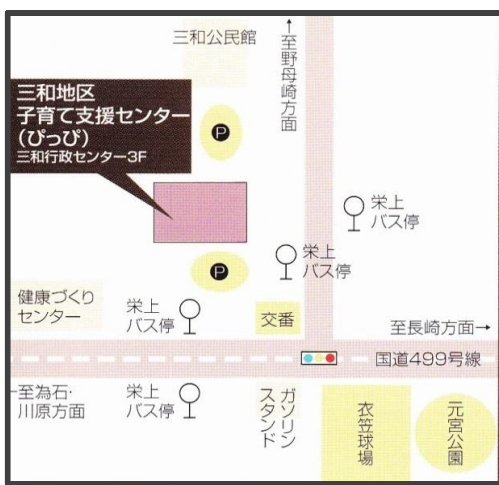 三和公民館
↑至野母崎方面
三和地区
子育て支援センター
(ぴっぴ)
三和行政センター3F
P
栄上
バス停
栄上
バス停
P
健康づくり
センター
栄上
バス停
交番
至長崎方面→
国道499号線
←至為石・
川原方面
栄上
バス停
ガソリン
スタンド
衣笠球場
元宮公園